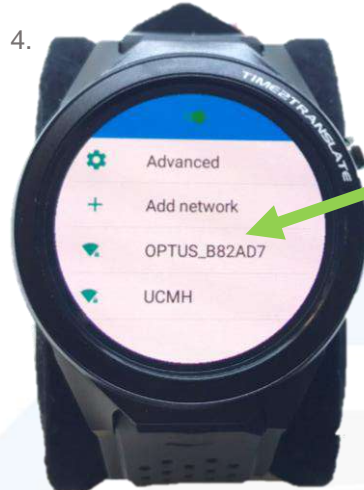 4.
TIME2TRANSLATE
Advanced
Add network
OPTUS_B82AD7
UCMH